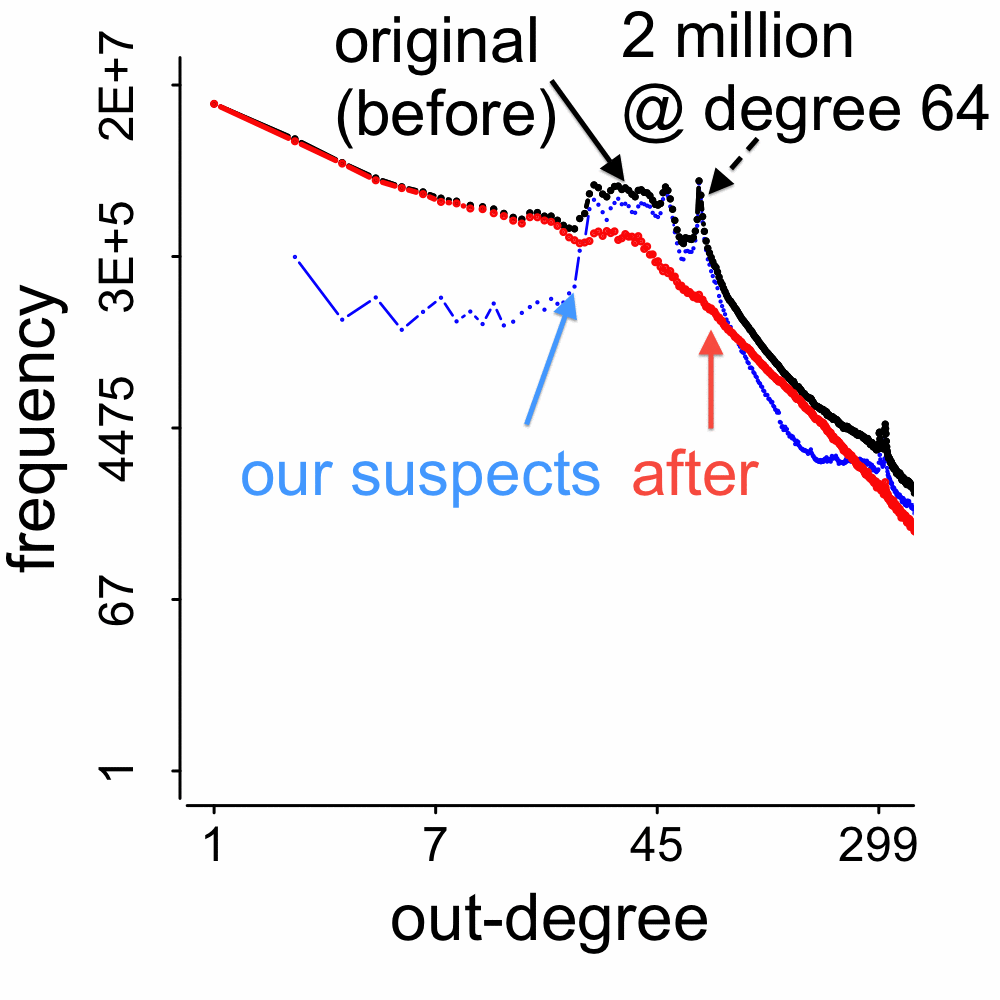 original
(before)
2 million
@ degree 64
2E+7
3E+5
4475
67
1
frequency
our suspects
after
1
7
45
299
out-degree